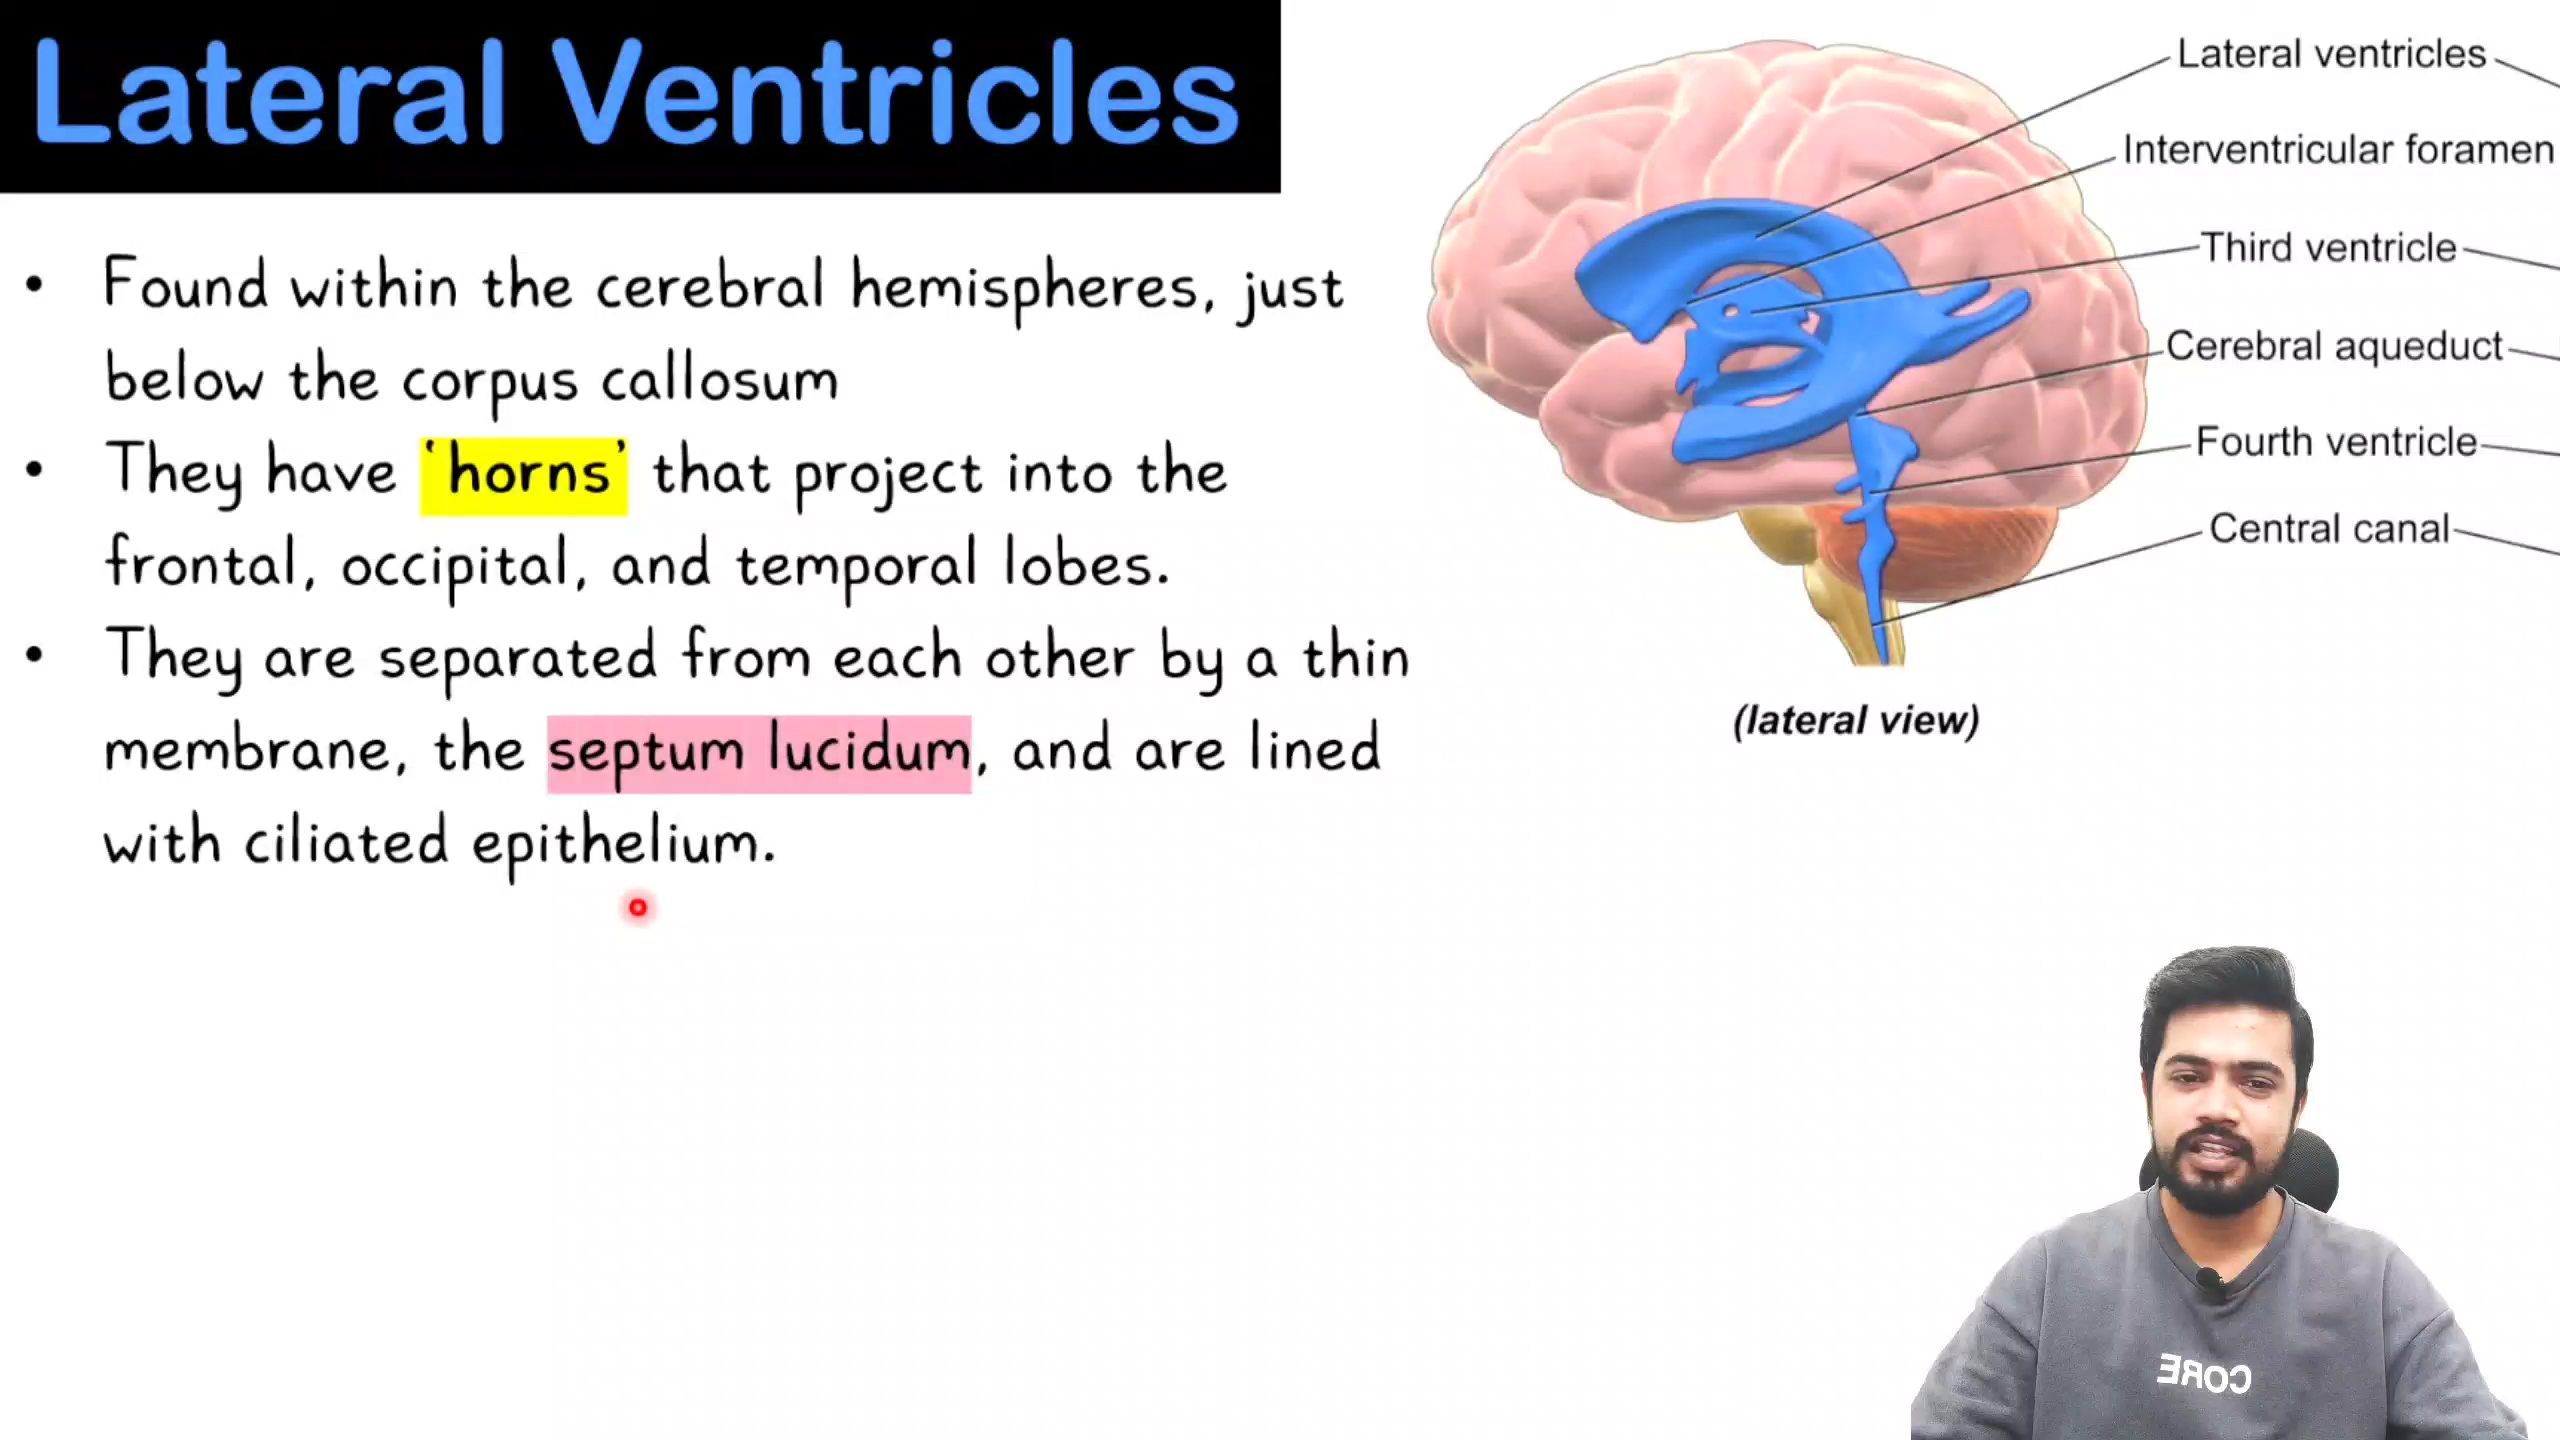 Lateral Ventricles
• Found within the cerebral hemispheres, just
below the corpus callosum
• They have ‘horns’ that project into the
frontal, occipital, and temporal lobes.
• They are separated from each other by a thin
membrane, the septum lucidum, and are lined
with ciliated epithelium.
Lateral ventricles
Interventricular foramen
Third ventricle
Cerebral aqueduct
Fourth ventricle
Central canal
(lateral view)
CORE